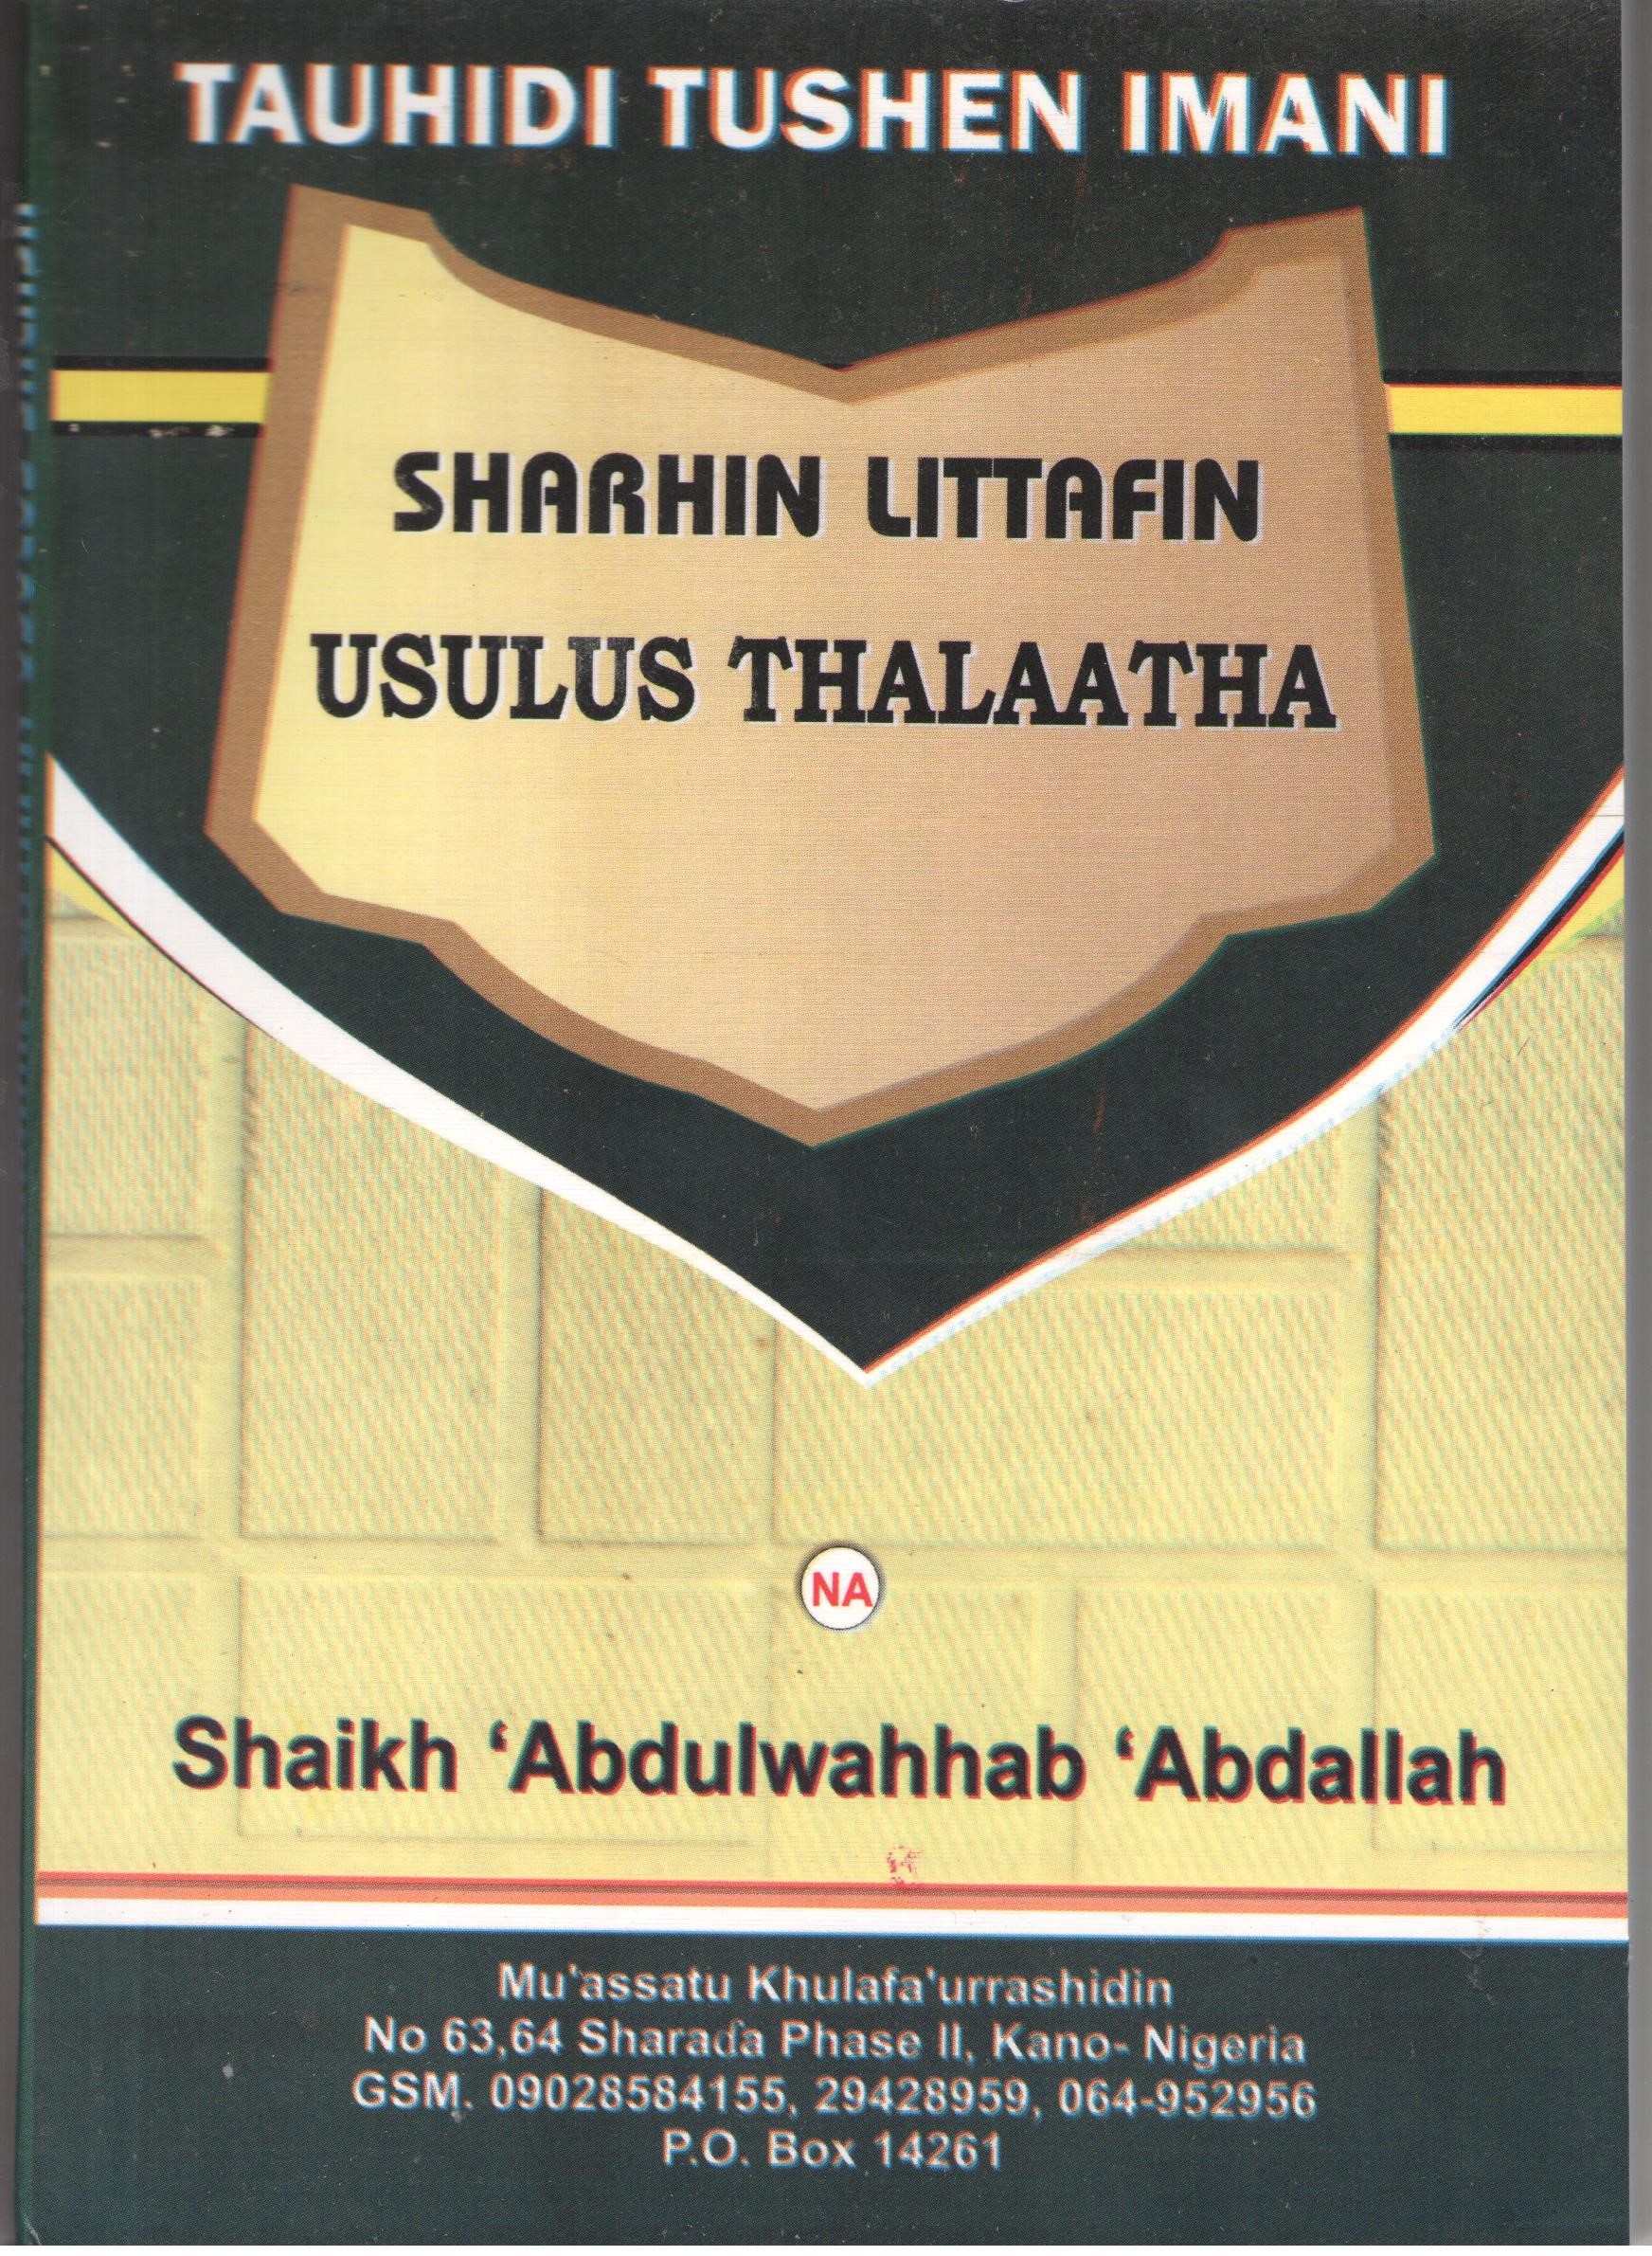 TAUHIDI TUSHEN IMANI
SHARHIN LITTAFIN
USULUS THALAATHA
NA
Shaikh ‘Abdulwahhab ‘Abdallah
Mu'assatu Khulafa'urrashidin
No 63,64 Sharada Phase II, Kano- Nigeria
GSM. 09028584155, 29428959, 064-952956
P.O. Box 14261